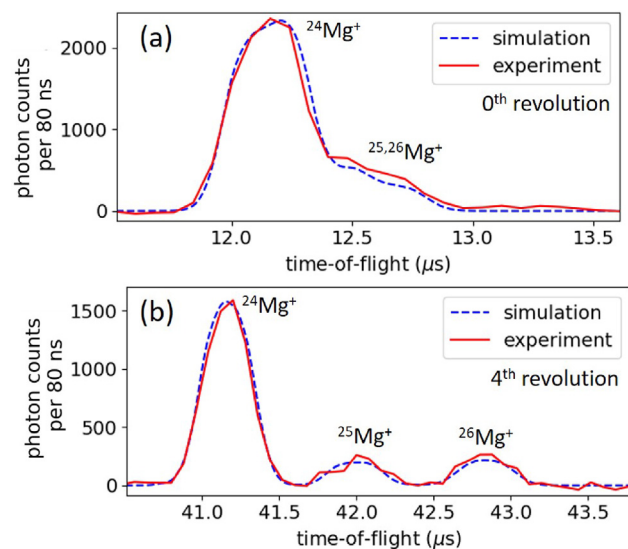 (a)
24Mg+
simulation
experiment
0th revolution
25,26Mg+
photon counts
per 80 ns
2000
1000
0
12.0 12.5 13.0 13.5
time-of-flight (μs)
(b)
24Mg+
simulation
experiment
4th revolution
25Mg+
26Mg+
photon counts
per 80 ns
1500
1000
500
0
41.0 41.5 42.0 42.5 43.0 43.5
time-of-flight (μs)